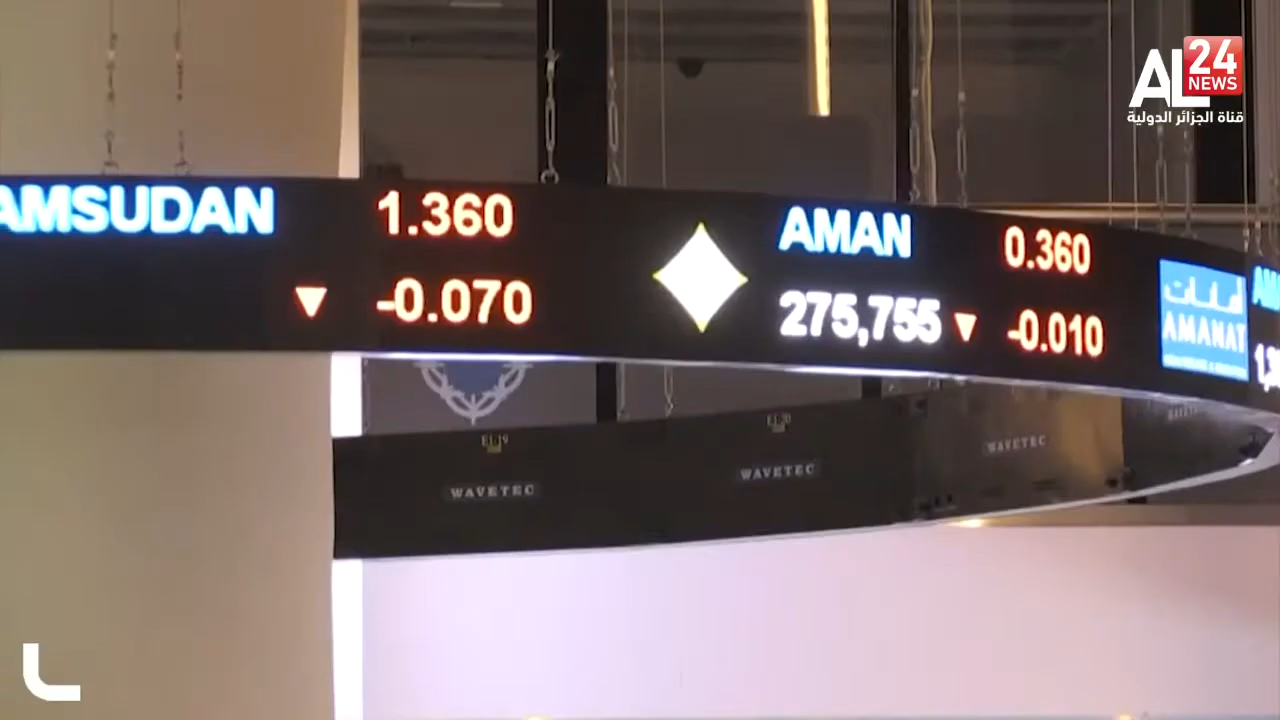 AL
24
NEWS
قناة الجزائر الدولية
AMSUDAN
1.360
-0.070
AMAN
0.360
275,755
-0.010
أمانات
AMANAT
WAVETEC
WAVETEC
WAVETEC